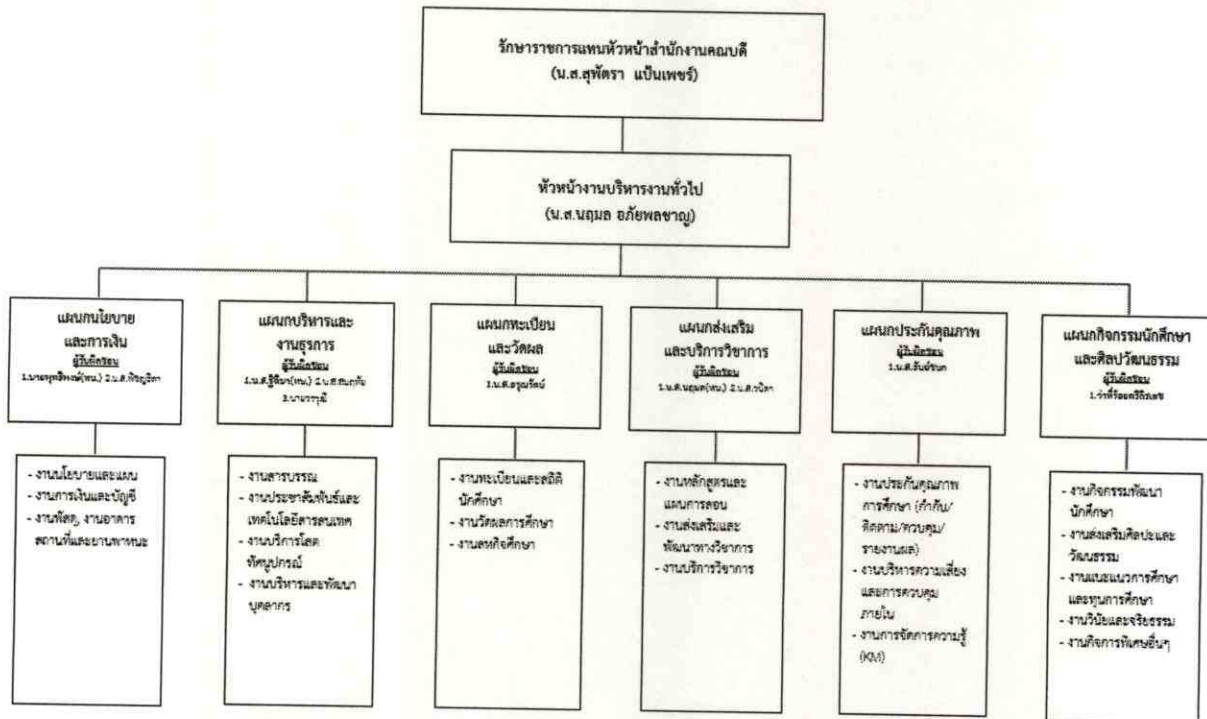 รักษาราชการแทนหัวหน้าสำนักงานคณบดี
(น.ส.สุพัตรา แป้นเพชร์)
หัวหน้างานบริหารงานทั่วไป
(น.ส.นฤมล อภัยพลชาญ)
แผนกนโยบาย
และการเงิน
ผู้รับผิดชอบ
แผนกบริหารและ
งานธุรการ
ผู้รับผิดชอบ
แผนกทะเบียน
และวัดผล
ผู้รับผิดชอบ
1.น.ส.อรุณรัตน์
แผนกส่งเสริม
และบริการวิชาการ
ผู้รับผิดชอบ
1.น.ส.นฤมล(หน.) 2.น.ส.วนิดา
แผนกประกันคุณภาพ
ผู้รับผิดชอบ
แผนกกิจกรรมนักศึกษา
และศิลปวัฒนธรรม
ผู้รับผิดชอบ
- งานนโยบายและแผน
- งานการเงินและบัญชี
- งานพัสดุ, งานอาคาร
สถานที่และยานพาหนะ
- งานสารบรรณ
- งานประชาสัมพันธ์และ
เทคโนโลยีสารสนเทศ
- งานบริการโสต
ทัศนูปกรณ์
- งานบริหารและพัฒนา
บุคลากร
- งานทะเบียนและสถิติ
นักศึกษา
- งานวัดผลการศึกษา
- งานสหกิจศึกษา
- งานหลักสูตรและ
แผนการสอน
- งานส่งเสริมและ
พัฒนาทางวิชาการ
- งานบริการวิชาการ
- งานประกันคุณภาพ
การศึกษา (กำกับ/
ติดตาม/ควบคุม/
รายงานผล)
- งานบริหารความเสี่ยง
และการควบคุม
ภายใน
- งานการจัดการความรู้
(KM)
- งานกิจกรรมพัฒนา
นักศึกษา
- งานส่งเสริมศิลปะและ
วัฒนธรรม
- งานแนะแนวการศึกษา
และทุนการศึกษา
- งานวินัยและจริยธรรม
- งานกิจการพิเศษอื่นๆ